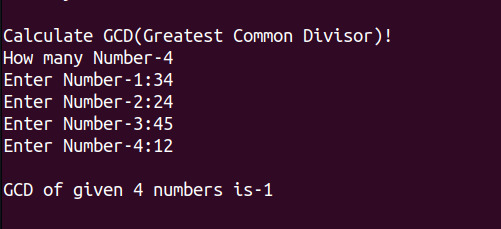 Calculate GCD(Greatest Common Divisor)!
How many Number-4
Enter Number-1:34
Enter Number-2:24
Enter Number-3:45
Enter Number-4:12
GCD of given 4 numbers is-1